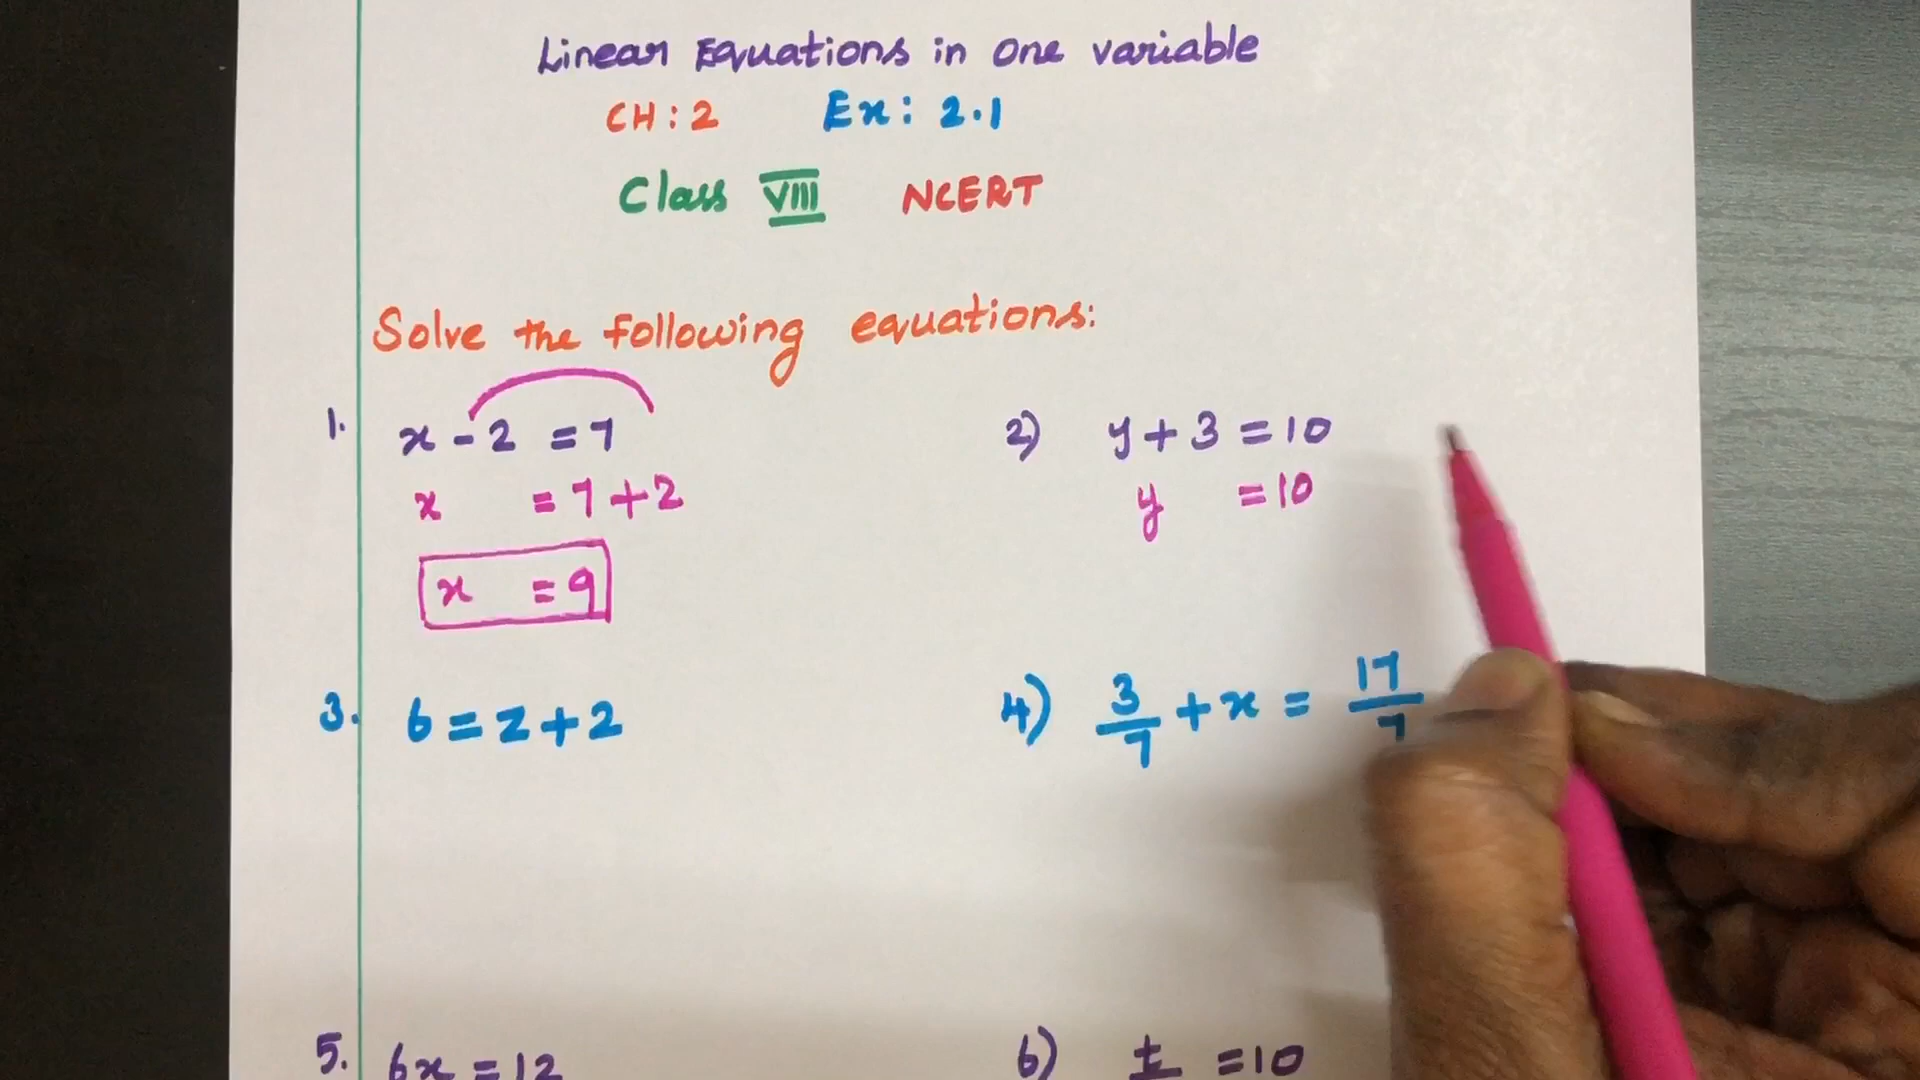 Linear Equations in one variable
CH: 2 Ex: 2.1
Class VIII NCERT
Solve the following equations:
1. x - 2 = 7
x = 7 + 2
x = 9
2) y + 3 = 10
y = 10
3. 6 = z + 2
4) 3/7 + x = 17/7
5. 6x = 12
6) t = 10